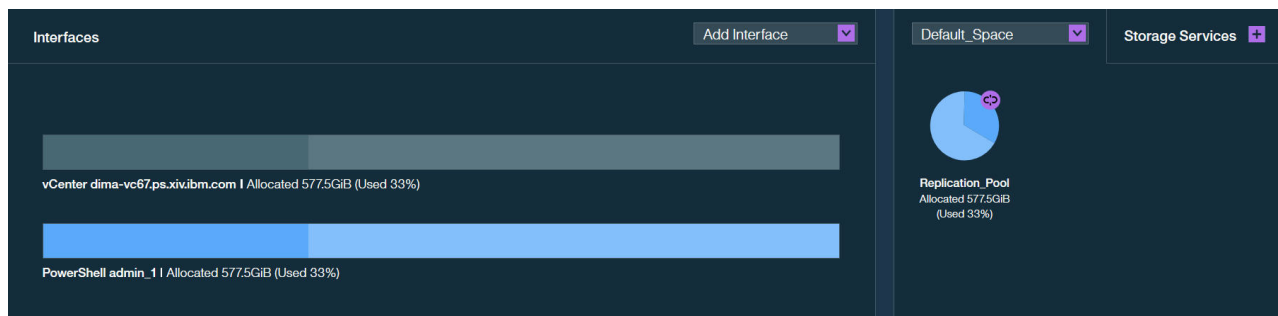 Interfaces
Add Interface
Default_Space
Storage Services +
vCenter dima-vc67.ps.xiv.ibm.com | Allocated 577.5GiB (Used 33%)
PowerShell admin_1 | Allocated 577.5GiB (Used 33%)
Replication_Pool
Allocated 577.5GiB
(Used 33%)